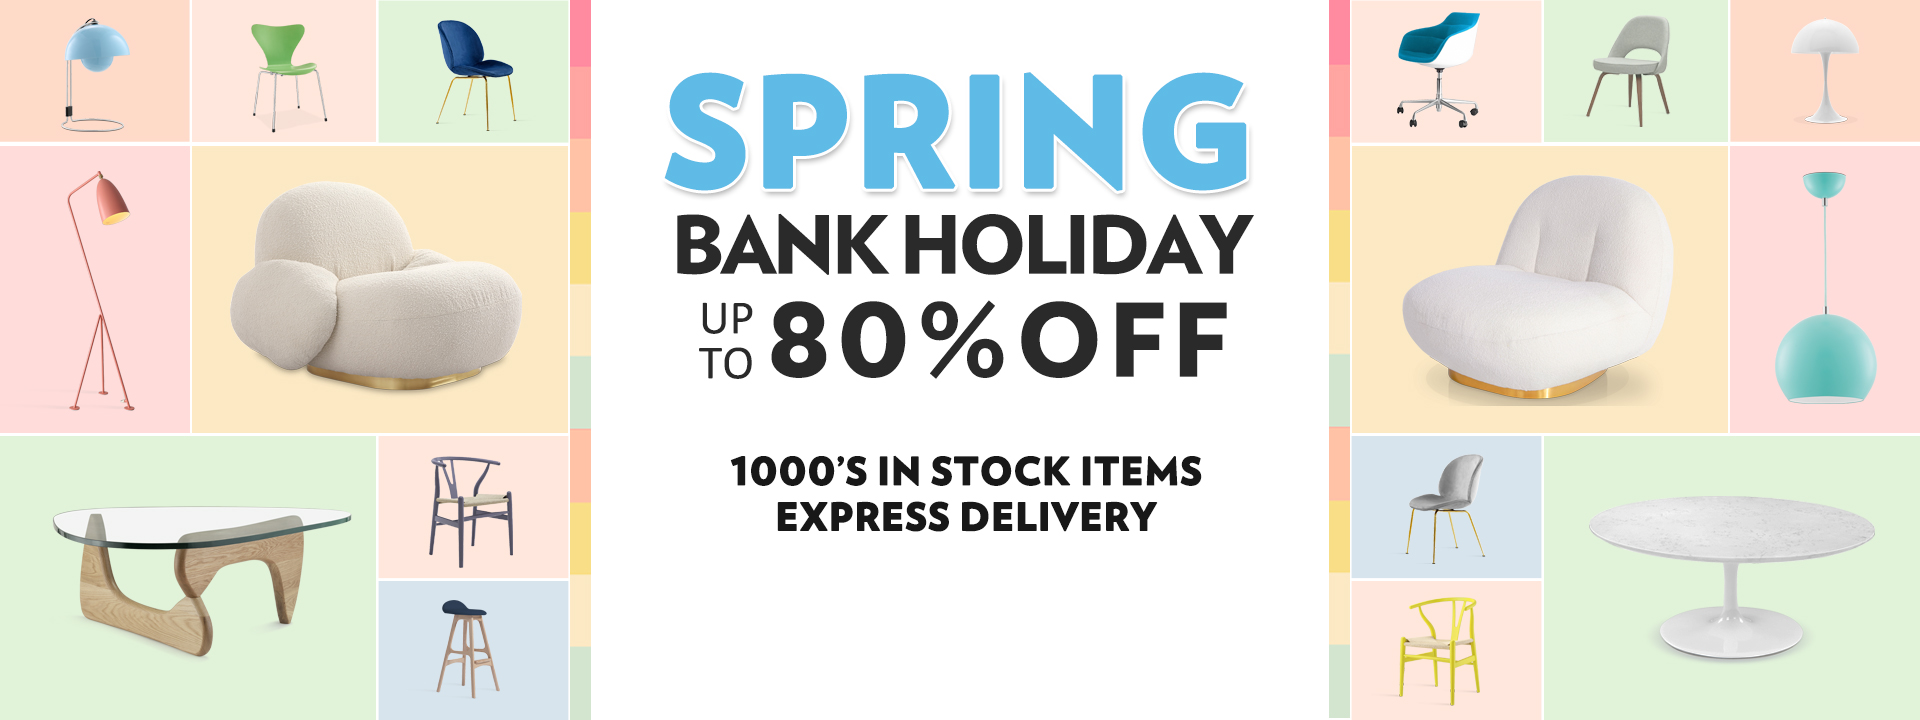 SPRING
BANK HOLIDAY
UP TO 80% OFF
1000'S IN STOCK ITEMS
EXPRESS DELIVERY